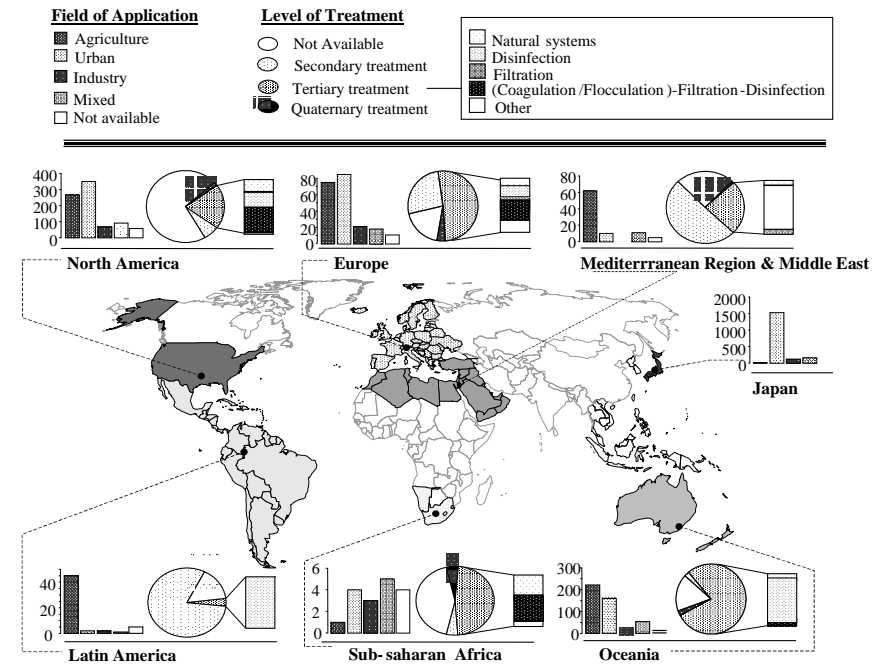 Field of Application
Agriculture
Urban
Industry
Mixed
Not available
Level of Treatment
Not Available
Secondary treatment
Tertiary treatment
Quaternary treatment
Natural systems
Disinfection
Filtration
(Coagulation /Flocculation )-Filtration -Disinfection
Other
400
300
200
100
0
North America
80
60
40
20
0
Europe
80
60
40
20
0
Mediterrranean Region & Middle East
2000
1500
1000
500
0
Japan
40
20
0
Latin America
6
4
2
0
Sub- saharan Africa
300
200
100
0
Oceania